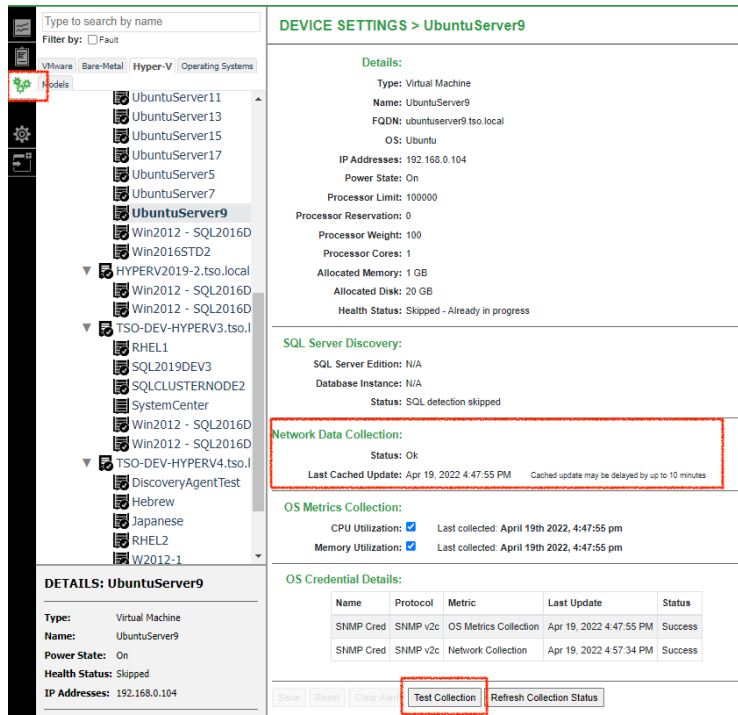 Type to search by name
Filter by: Fault
VMware Bare-Metal Hyper-V Operating Systems
Models
UbuntuServer11
UbuntuServer13
UbuntuServer15
UbuntuServer17
UbuntuServer5
UbuntuServer7
UbuntuServer9
Win2012 - SQL2016D
Win2016STD2
HYPERV2019-2.tso.local
Win2012 - SQL2016D
Win2012 - SQL2016D
TSO-DEV-HYPERV3.tso.l
RHEL1
SQL2019DEV3
SQLCLUSTERNODE2
SystemCenter
Win2012 - SQL2016D
Win2012 - SQL2016D
TSO-DEV-HYPERV4.tso.l
DiscoveryAgentTest
Hebrew
Japanese
RHEL2
W2012-1
DETAILS: UbuntuServer9
Type: Virtual Machine
Name: UbuntuServer9
Power State: On
Health Status: Skipped
IP Addresses: 192.168.0.104
DEVICE SETTINGS > UbuntuServer9
Details:
Type: Virtual Machine
Name: UbuntuServer9
FQDN: ubuntuserver9.tso.local
OS: Ubuntu
IP Addresses: 192.168.0.104
Power State: On
Processor Limit: 100000
Processor Reservation: 0
Processor Weight: 100
Processor Cores: 1
Allocated Memory: 1 GB
Allocated Disk: 20 GB
Health Status: Skipped - Already in progress
SQL Server Discovery:
SQL Server Edition: N/A
Database Instance: N/A
Status: SQL detection skipped
Network Data Collection:
Status: Ok
Last Cached Update: Apr 19, 2022 4:47:55 PM Cached update may be delayed by up to 10 minutes
OS Metrics Collection:
CPU Utilization: Last collected: April 19th 2022, 4:47:55 pm
Memory Utilization: Last collected: April 19th 2022, 4:47:55 pm
OS Credential Details:
Name Protocol Metric Last Update Status
SNMP Cred SNMP v2c OS Metrics Collection Apr 19, 2022 4:47:55 PM Success
SNMP Cred SNMP v2c Network Collection Apr 19, 2022 4:57:34 PM Success
Save Reset Clear Alert Test Collection Refresh Collection Status